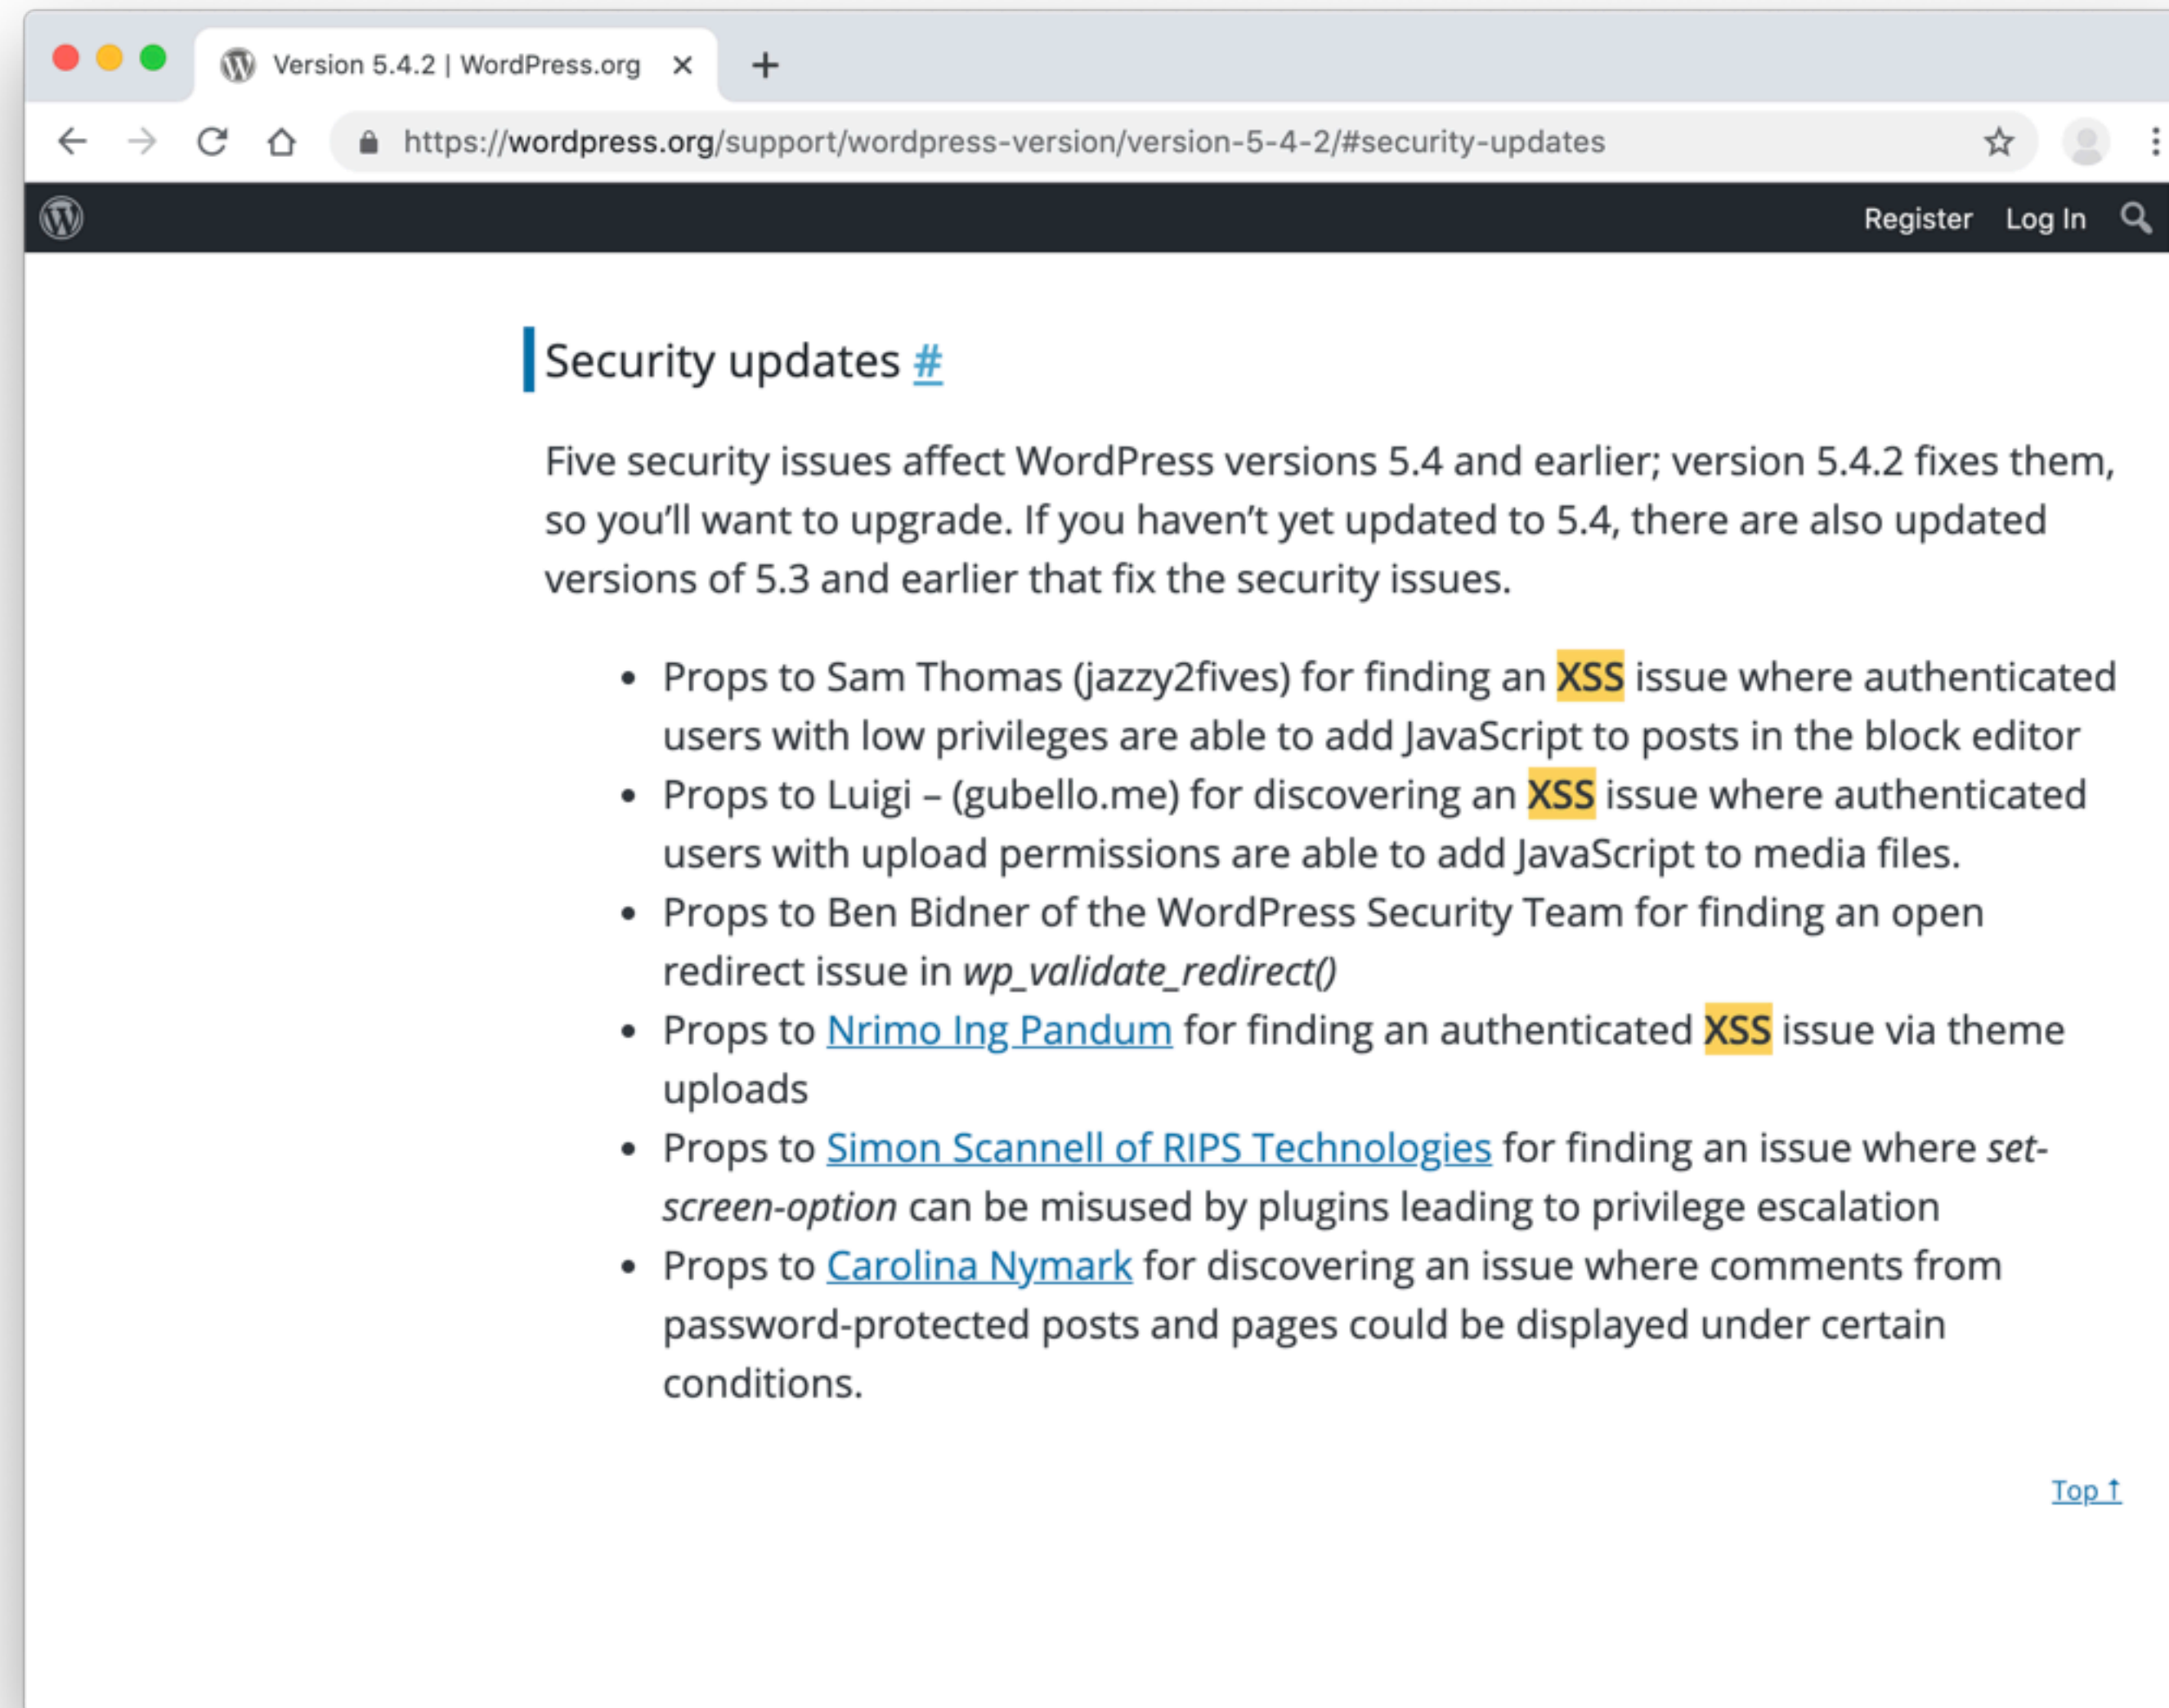 Version 5.4.2 | WordPress.org
https://wordpress.org/support/wordpress-version/version-5-4-2/#security-updates
Register Log In
Security updates #
Five security issues affect WordPress versions 5.4 and earlier; version 5.4.2 fixes them,
so you’ll want to upgrade. If you haven’t yet updated to 5.4, there are also updated
versions of 5.3 and earlier that fix the security issues.
• Props to Sam Thomas (jazzy2fives) for finding an XSS issue where authenticated
users with low privileges are able to add JavaScript to posts in the block editor
• Props to Luigi – (gubello.me) for discovering an XSS issue where authenticated
users with upload permissions are able to add JavaScript to media files.
• Props to Ben Bidner of the WordPress Security Team for finding an open
redirect issue in wp_validate_redirect()
• Props to Nrimo Ing Pandum for finding an authenticated XSS issue via theme
uploads
• Props to Simon Scannell of RIPS Technologies for finding an issue where set-
screen-option can be misused by plugins leading to privilege escalation
• Props to Carolina Nymark for discovering an issue where comments from
password-protected posts and pages could be displayed under certain
conditions.
Top ↑